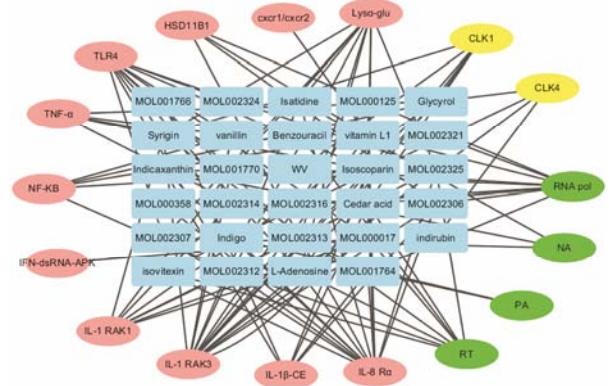 HSD11B1
cxcr1/cxcr2
Lyso-glu
CLK1
TLR4
CLK4
TNF-α
MOL001766 MOL002324 Isatidine MOL000125 Glycyrol
Syrigin vanillin Benzouracil vitamin L1 MOL002321
Indicaxanthin MOL001770 WV Isoscoparin MOL002325
NF-KB
RNA pol
MOL000358 MOL002314 MOL002316 Cedar acid MOL002306
MOL002307 Indigo MOL002313 MOL000017 indirubin
NA
IFN-dsRNA-APK
isovitexin MOL002312 L-Adenosine MOL001764
PA
IL-1 RAK1
RT
IL-1 RAK3
IL-1β-CE
IL-8 Rα